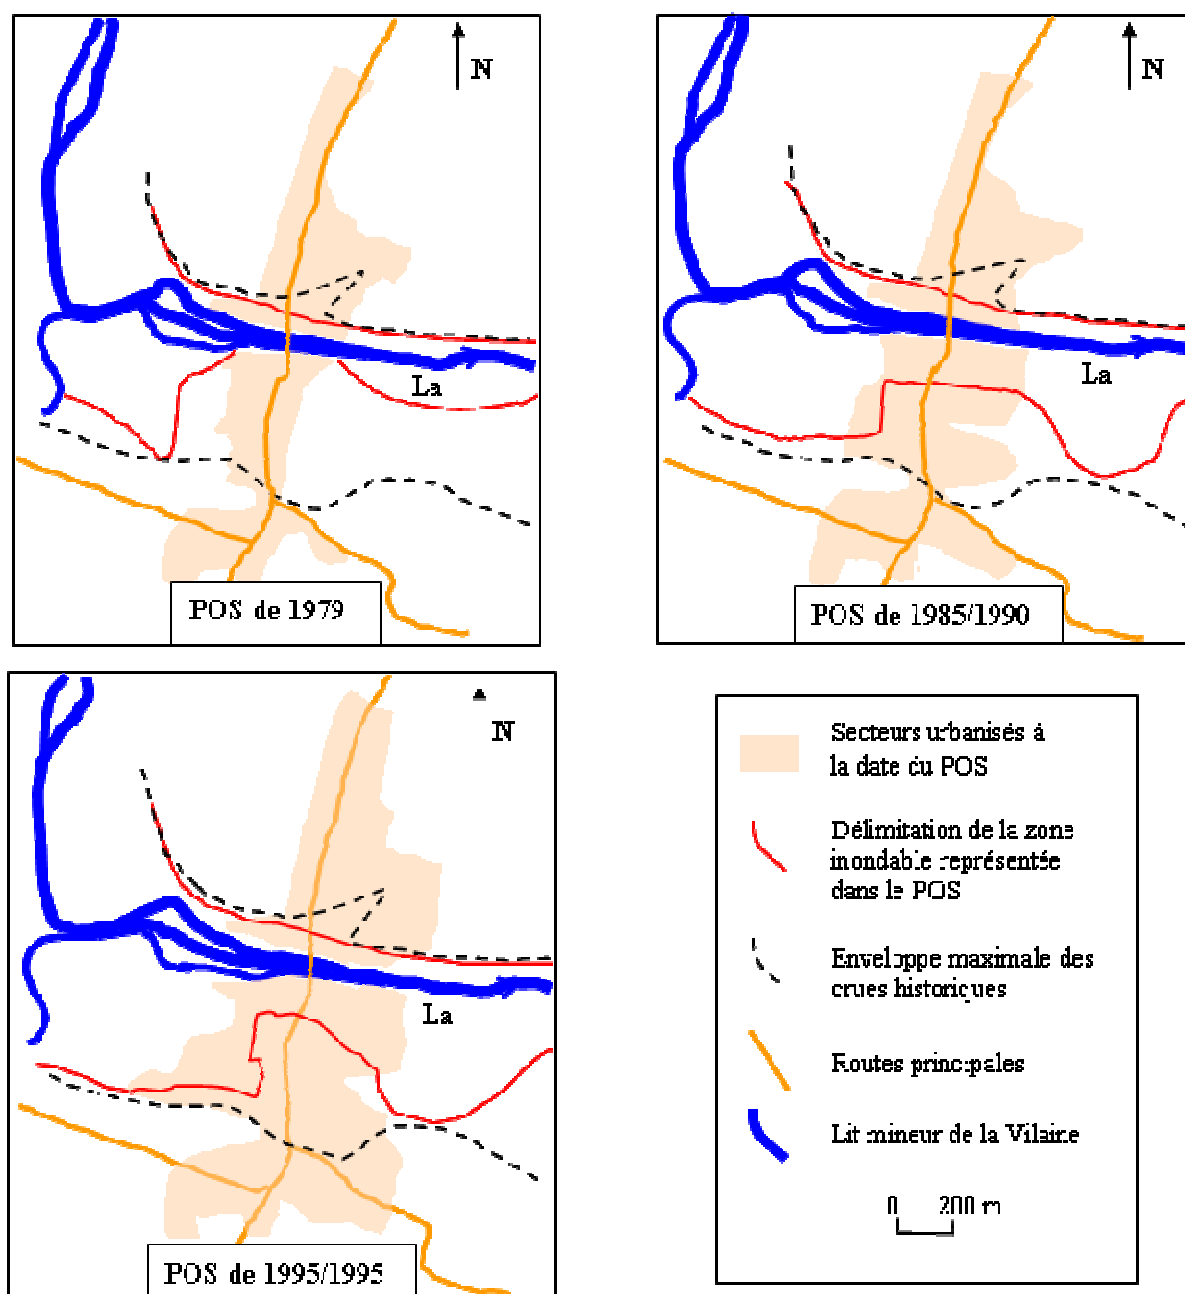 N
La
POS de 1979
N
La
POS de 1985/1990
N
La
POS de 1995/1995
Secteurs urbanisés à
la date du POS
Délimitation de la zone
inondable représentée
dans le POS
Enveloppe maximale des
crues historiques
Routes principales
Lit mineur de la Vilaine
0 200 m